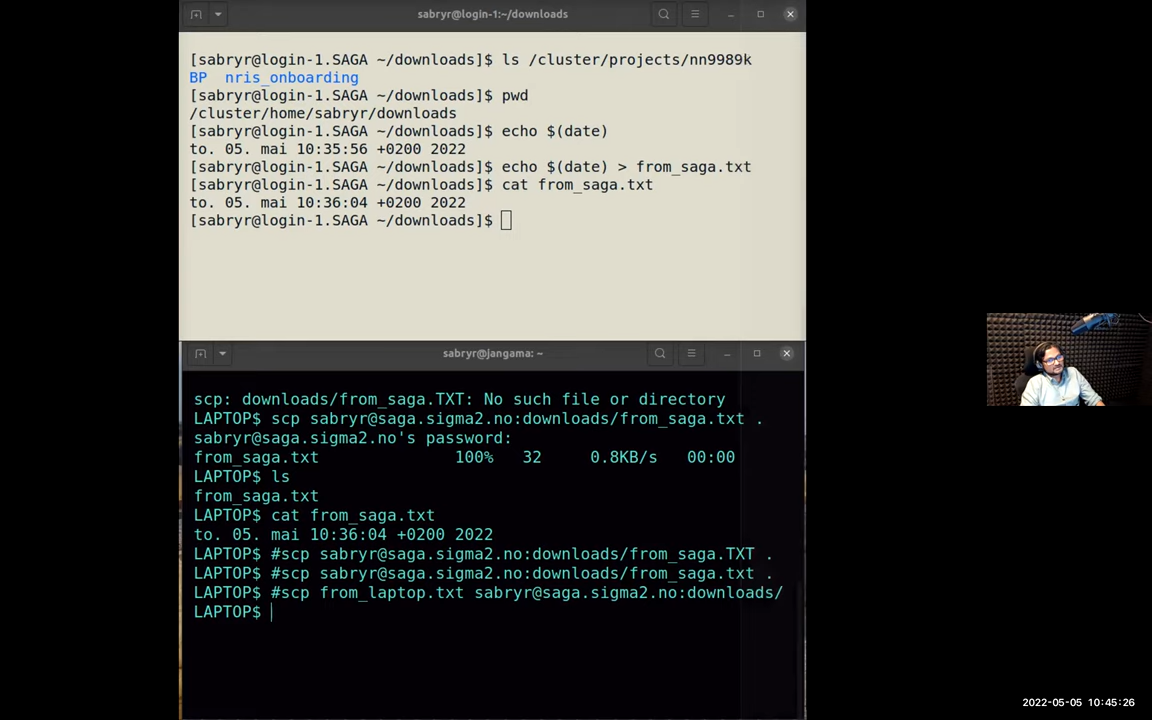 sabryr@login-1:~/downloads
[sabryr@login-1.SAGA ~/downloads]$ ls /cluster/projects/nn9989k
BP  nris_onboarding
[sabryr@login-1.SAGA ~/downloads]$ pwd
/cluster/home/sabryr/downloads
[sabryr@login-1.SAGA ~/downloads]$ echo $(date)
to. 05. mai 10:35:56 +0200 2022
[sabryr@login-1.SAGA ~/downloads]$ echo $(date) > from_saga.txt
[sabryr@login-1.SAGA ~/downloads]$ cat from_saga.txt
to. 05. mai 10:36:04 +0200 2022
[sabryr@login-1.SAGA ~/downloads]$
sabryr@jangama: ~
scp: downloads/from_saga.TXT: No such file or directory
LAPTOP$ scp sabryr@saga.sigma2.no:downloads/from_saga.txt .
sabryr@saga.sigma2.no's password:
from_saga.txt 100% 32 0.8KB/s 00:00
LAPTOP$ ls
from_saga.txt
LAPTOP$ cat from_saga.txt
to. 05. mai 10:36:04 +0200 2022
LAPTOP$ #scp sabryr@saga.sigma2.no:downloads/from_saga.TXT .
LAPTOP$ #scp sabryr@saga.sigma2.no:downloads/from_saga.txt .
LAPTOP$ #scp from_laptop.txt sabryr@saga.sigma2.no:downloads/
LAPTOP$
2022-05-05 10:45:26